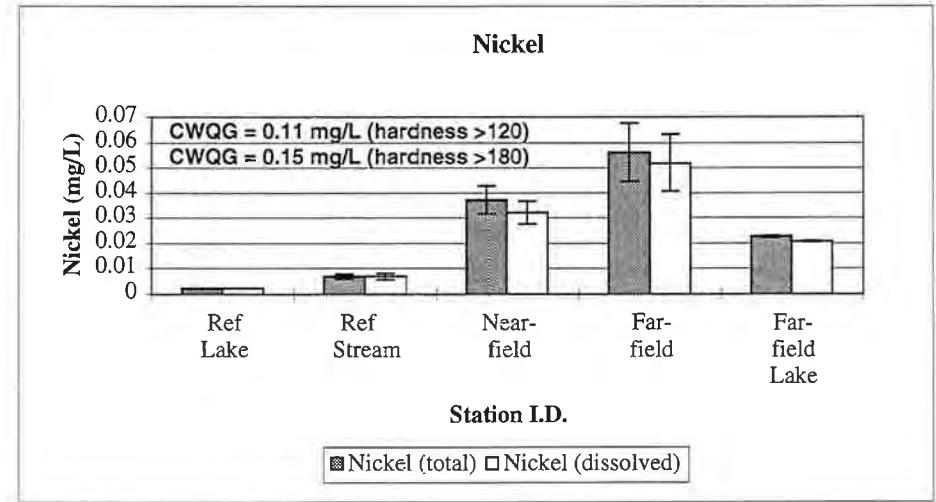 Nickel
CWQG = 0.11 mg/L (hardness >120)
CWQG = 0.15 mg/L (hardness >180)
Nickel (mg/L)
0.07
0.06
0.05
0.04
0.03
0.02
0.01
0
Ref Lake
Ref Stream
Near-field
Far-field
Far-field Lake
Station I.D.
Nickel (total) Nickel (dissolved)